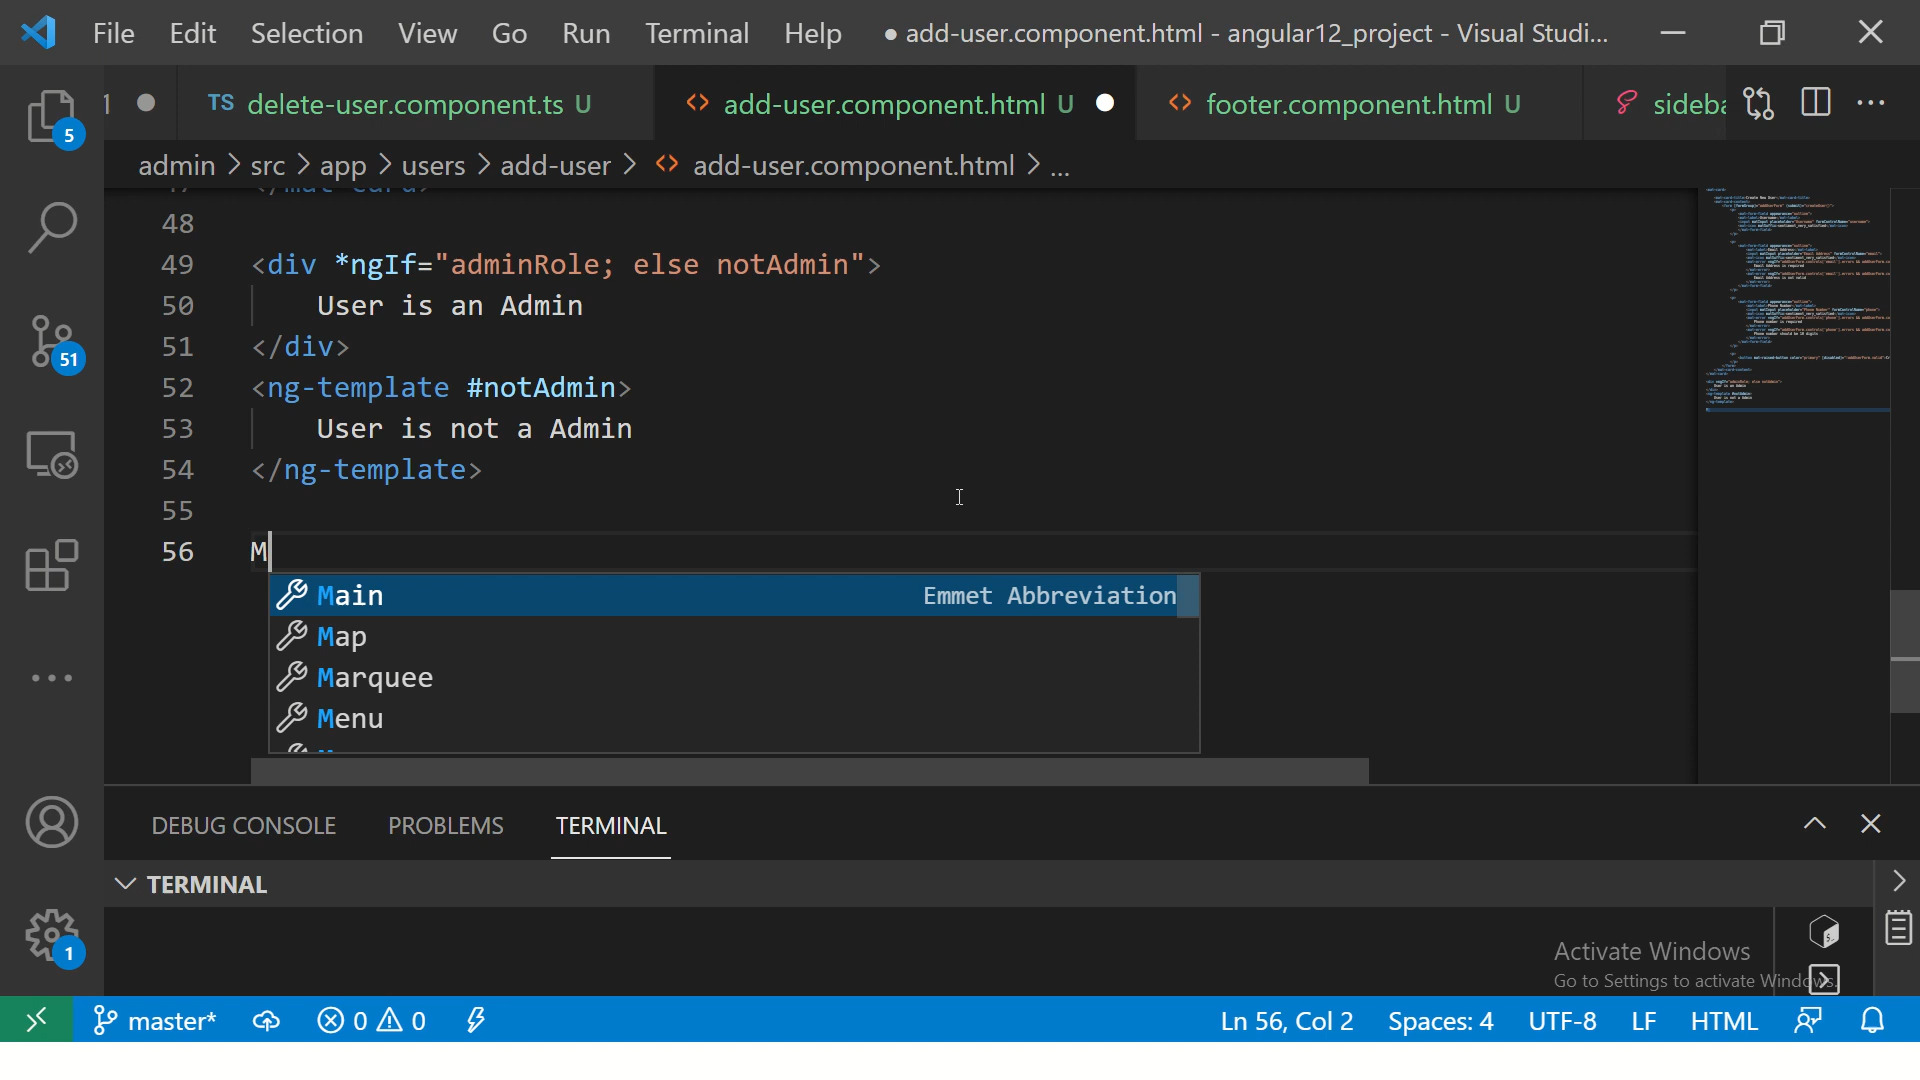 File Edit Selection View Go Run Terminal Help ● add-user.component.html - angular12_project - Visual Studi...
TS delete-user.component.ts U
<> add-user.component.html U
<> footer.component.html U
sideba
5
admin > src > app > users > add-user > <> add-user.component.html > ...
48
49 <div *ngIf="adminRole; else notAdmin">
50 User is an Admin
51 </div>
52 <ng-template #notAdmin>
53 User is not a Admin
54 </ng-template>
55
56 M
Main Emmet Abbreviation
Map
Marquee
Menu
51
DEBUG CONSOLE PROBLEMS TERMINAL
TERMINAL
1
Activate Windows
Go to Settings to activate Windows.
master* 0 0 Ln 56, Col 2 Spaces: 4 UTF-8 LF HTML